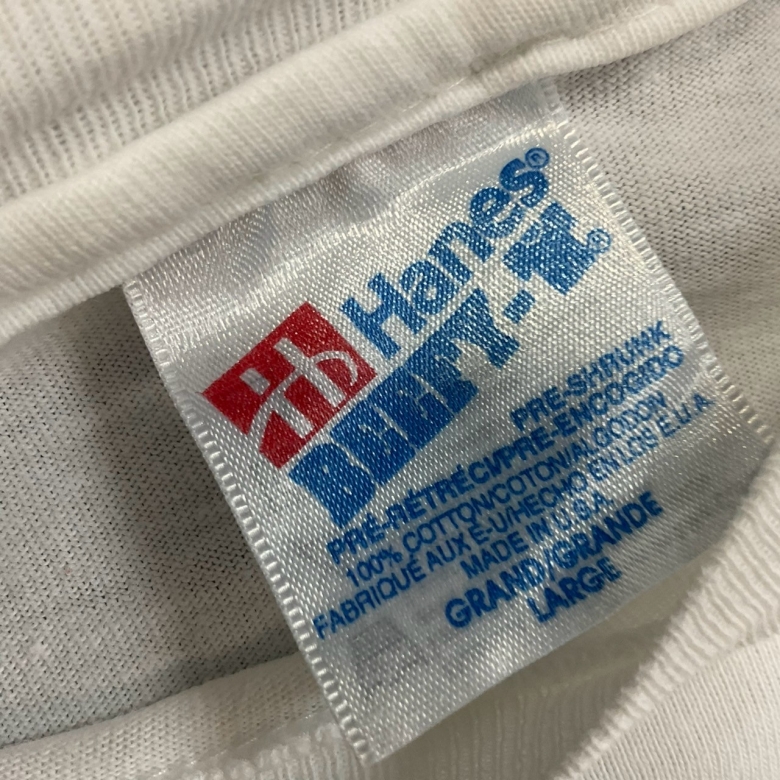 Hanes®
BEEFY-T®
PRE-SHRUNK
PRÉ-RÉTRÉCI/PRE-ENCOGIDO
100% COTTON/COTON/ALGODON
FABRIQUÉ AUX É-U/HECHO EN LOS E.U.A.
MADE IN U.S.A.
GRAND/GRANDE
LARGE